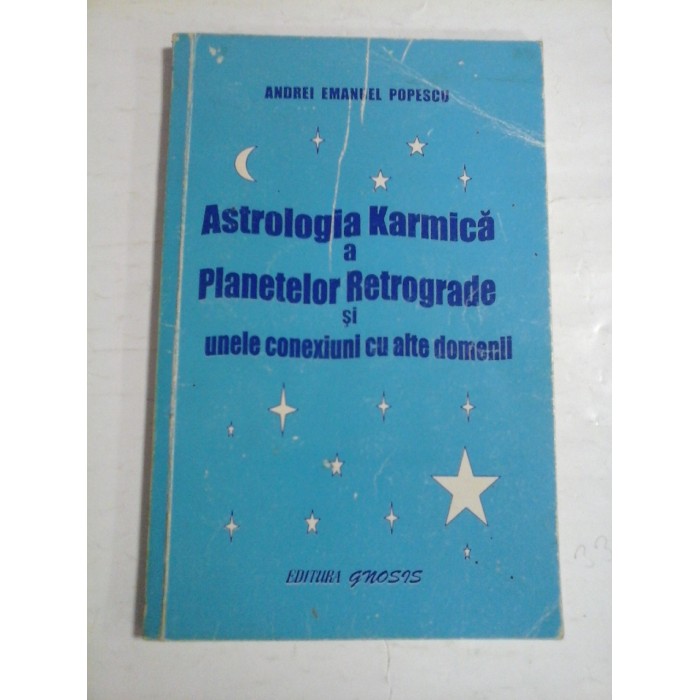 ANDREI EMANUEL POPESCU
Astrologia Karmică
a
Planetelor Retrograde
și
unele conexiuni cu alte domenii
EDITURA GNOSIS